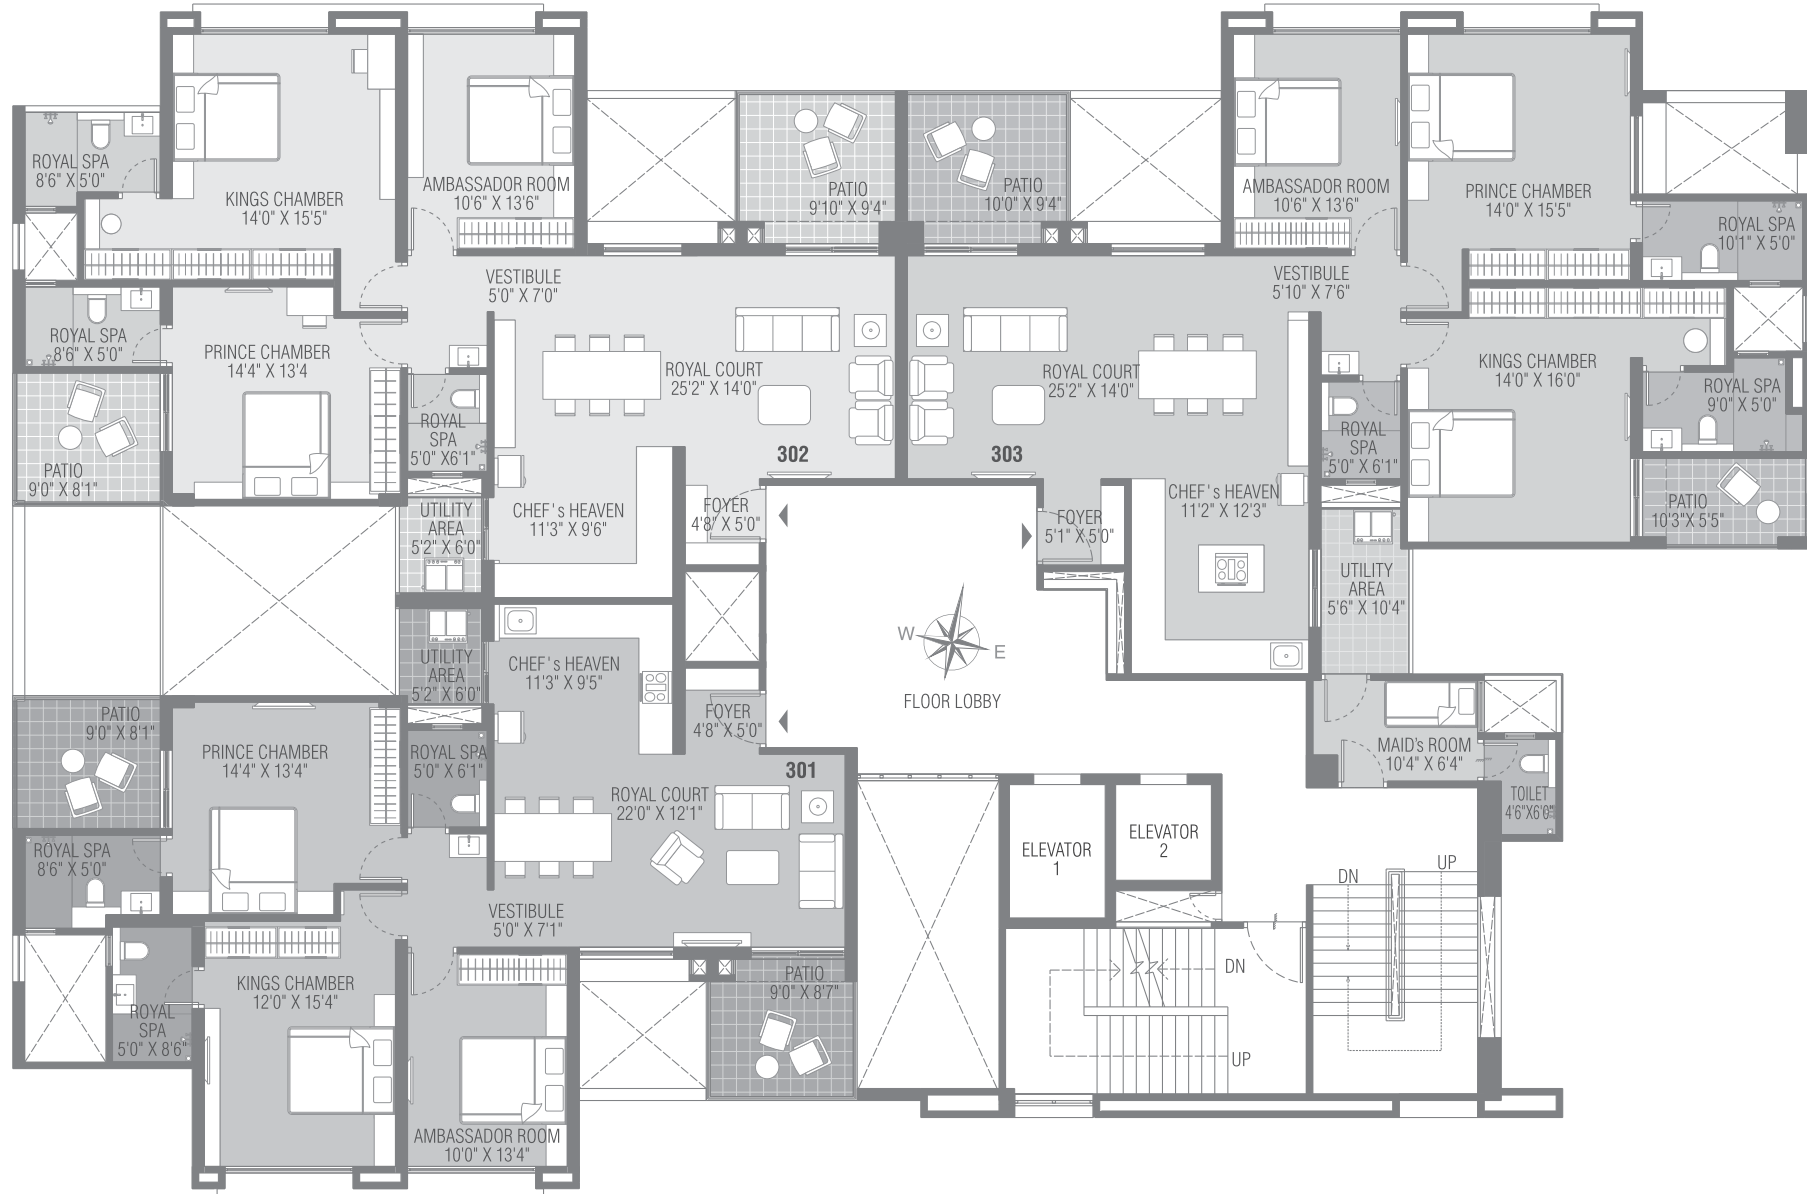 ROYAL SPA
8'6" X 5'0"
KINGS CHAMBER
14'0" X 15'5"
AMBASSADOR ROOM
10'6" X 13'6"
PATIO
9'10" X 9'4"
PATIO
10'0" X 9'4"
AMBASSADOR ROOM
10'6" X 13'6"
PRINCE CHAMBER
14'0" X 15'5"
ROYAL SPA
10'1" X 5'0"
VESTIBULE
5'0" X 7'0"
VESTIBULE
5'10" X 7'6"
ROYAL SPA
8'6" X 5'0"
PRINCE CHAMBER
14'4" X 13'4
ROYAL COURT
25'2" X 14'0"
ROYAL COURT
25'2" X 14'0"
KINGS CHAMBER
14'0" X 16'0"
ROYAL SPA
9'0" X 5'0"
ROYAL
SPA
5'0" X6'1"
302
303
ROYAL
SPA
5'0" X 6'1"
PATIO
9'0" X 8'1"
UTILITY
AREA
5'2" X 6'0"
CHEF's HEAVEN
11'3" X 9'6"
FOYER
4'8" X 5'0"
FOYER
5'1" X 5'0"
CHEF's HEAVEN
11'2" X 12'3"
PATIO
10'3"X 5'5"
UTILITY
AREA
5'6" X 10'4"
W
E
FLOOR LOBBY
UTILITY
AREA
5'2" X 6'0"
CHEF's HEAVEN
11'3" X 9'5"
FOYER
4'8" X 5'0"
PATIO
9'0" X 8'1"
PRINCE CHAMBER
14'4" X 13'4"
ROYAL SPA
5'0" X 6'1"
301
ROYAL COURT
22'0" X 12'1"
MAID's ROOM
10'4" X 6'4"
TOILET
4'6"X6'0"
ELEVATOR
1
ELEVATOR
2
ROYAL SPA
8'6" X 5'0"
DN
UP
VESTIBULE
5'0" X 7'1"
KINGS CHAMBER
12'0" X 15'4"
ROYAL
SPA
5'0" X 8'6"
PATIO
9'0" X 8'7"
DN
UP
AMBASSADOR ROOM
10'0" X 13'4"